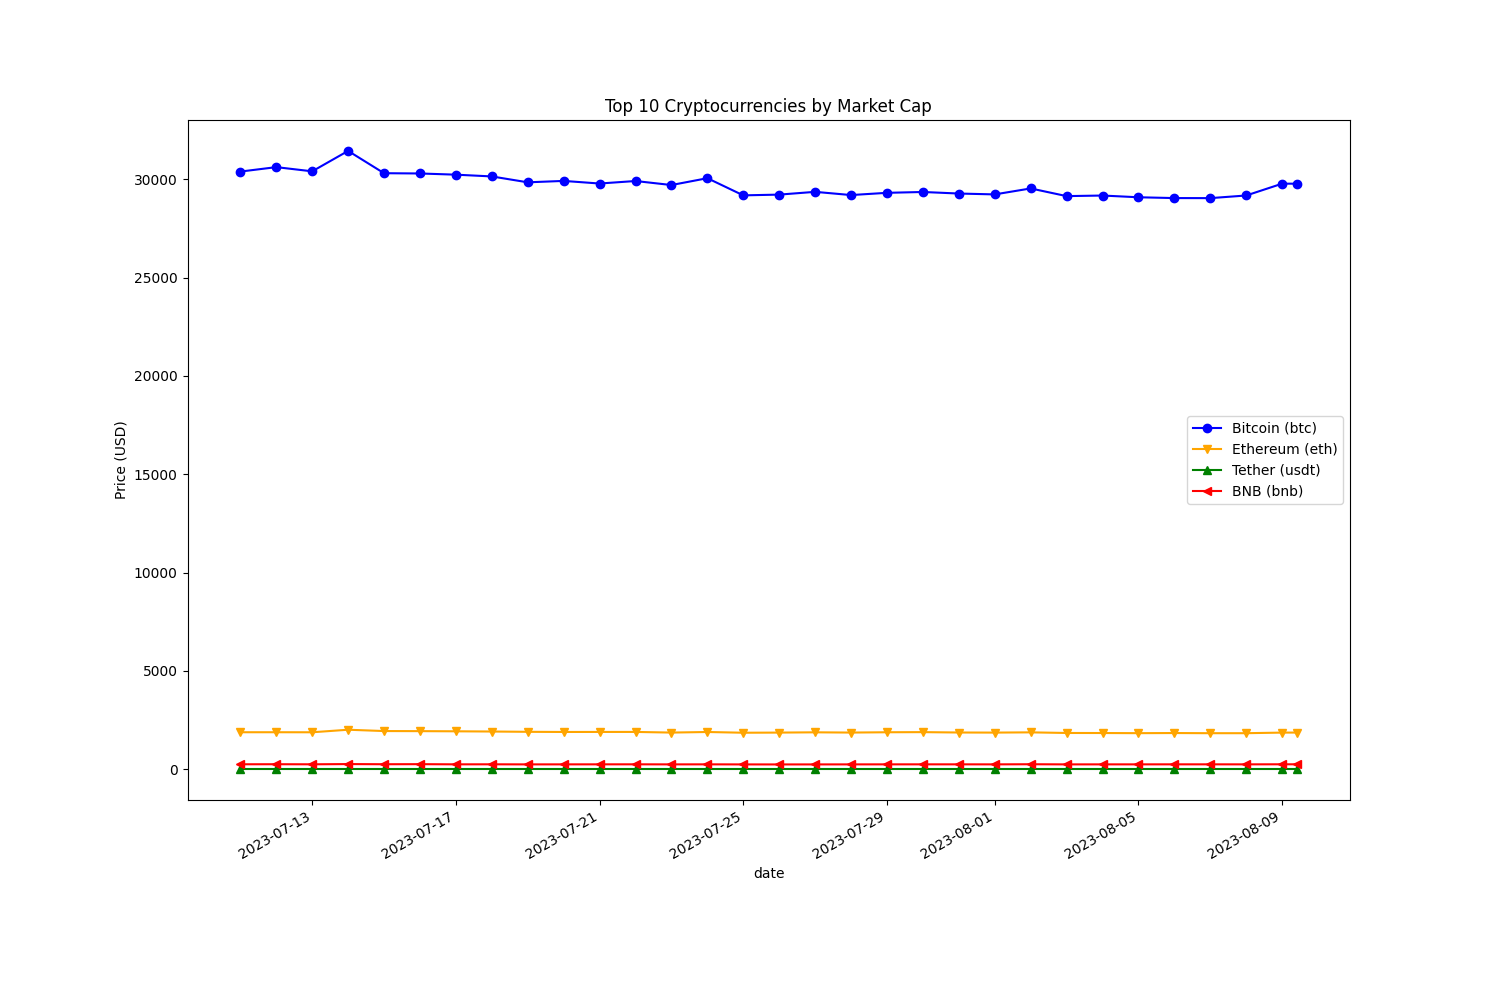 Top 10 Cryptocurrencies by Market Cap
30000
25000
20000
15000
10000
5000
0
Price (USD)
Bitcoin (btc)
Ethereum (eth)
Tether (usdt)
BNB (bnb)
2023-07-13
2023-07-17
2023-07-21
2023-07-25
2023-07-29
2023-08-01
2023-08-05
2023-08-09
date